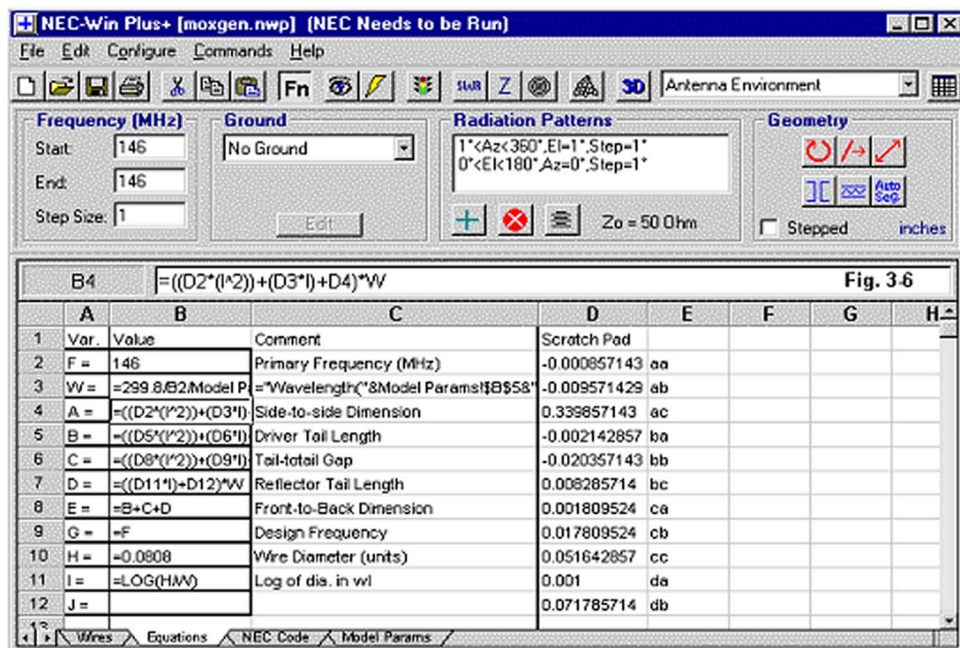 NEC-Win Plus+ [moxgen.nwp] (NEC Needs to be Run)
File Edit Configure Commands Help
Fn SWR Z 3D Antenna Environment
Frequency (MHz)
Start: 146
End: 146
Step Size: 1
Ground
No Ground
Edit
Radiation Patterns
1°<Az<360°,El=1°,Step=1°
0°<El<180°,Az=0°,Step=1°
Zo = 50 Ohm
Geometry
Auto Seg.
Stepped inches
B4 =((D2*(I^2))+(D3*I)+D4)*W Fig. 3-6
A B C D E F G H
1 Var. Value Comment Scratch Pad
2 F = 146 Primary Frequency (MHz) -0.000857143 aa
3 W = =299.8/B2/Model Pa ="Wavelength("&Model Params!$B$5&" -0.009571429 ab
4 A = =((D2*(I^2))+(D3*I)- Side-to-side Dimension 0.339857143 ac
5 B = =((D5*(I^2))+(D6*I)- Driver Tail Length -0.002142857 ba
6 C = =((D8*(I^2))+(D9*I)- Tail-totail Gap -0.020357143 bb
7 D = =((D11*I)+D12)*W Reflector Tail Length 0.008285714 bc
8 E = =B+C+D Front-to-Back Dimension 0.001809524 ca
9 G = =F Design Frequency 0.017809524 cb
10 H = =0.0808 Wire Diameter (units) 0.051642857 cc
11 I = =LOG(H/W) Log of dia. in wl 0.001 da
12 J = 0.071785714 db
13
Wires Equations NEC Code Model Params